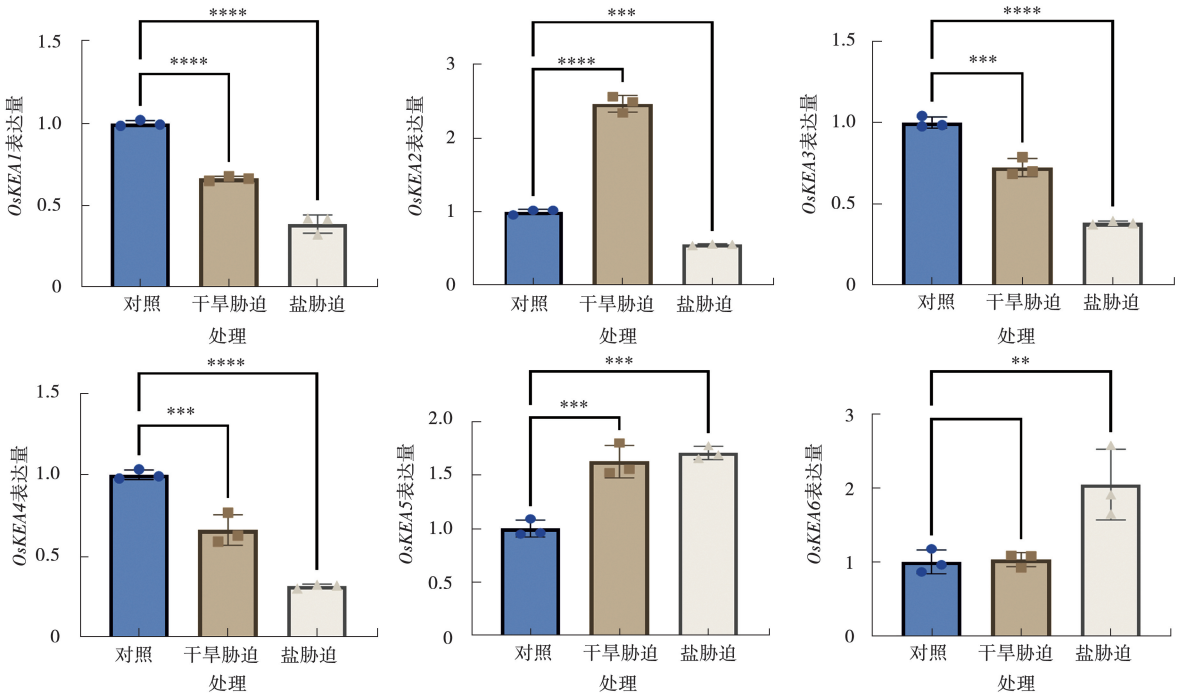 ****
****
1.5
1.0
0.5
0
OsKEA1表达量
对照 干旱胁迫 盐胁迫
处理
***
****
3
2
1
0
OsKEA2表达量
对照 干旱胁迫 盐胁迫
处理
****
***
1.5
1.0
0.5
0
OsKEA3表达量
对照 干旱胁迫 盐胁迫
处理
****
***
1.5
1.0
0.5
0
OsKEA4表达量
对照 干旱胁迫 盐胁迫
处理
***
***
2.0
1.5
1.0
0.5
0
OsKEA5表达量
对照 干旱胁迫 盐胁迫
处理
**
3
2
1
0
OsKEA6表达量
对照 干旱胁迫 盐胁迫
处理